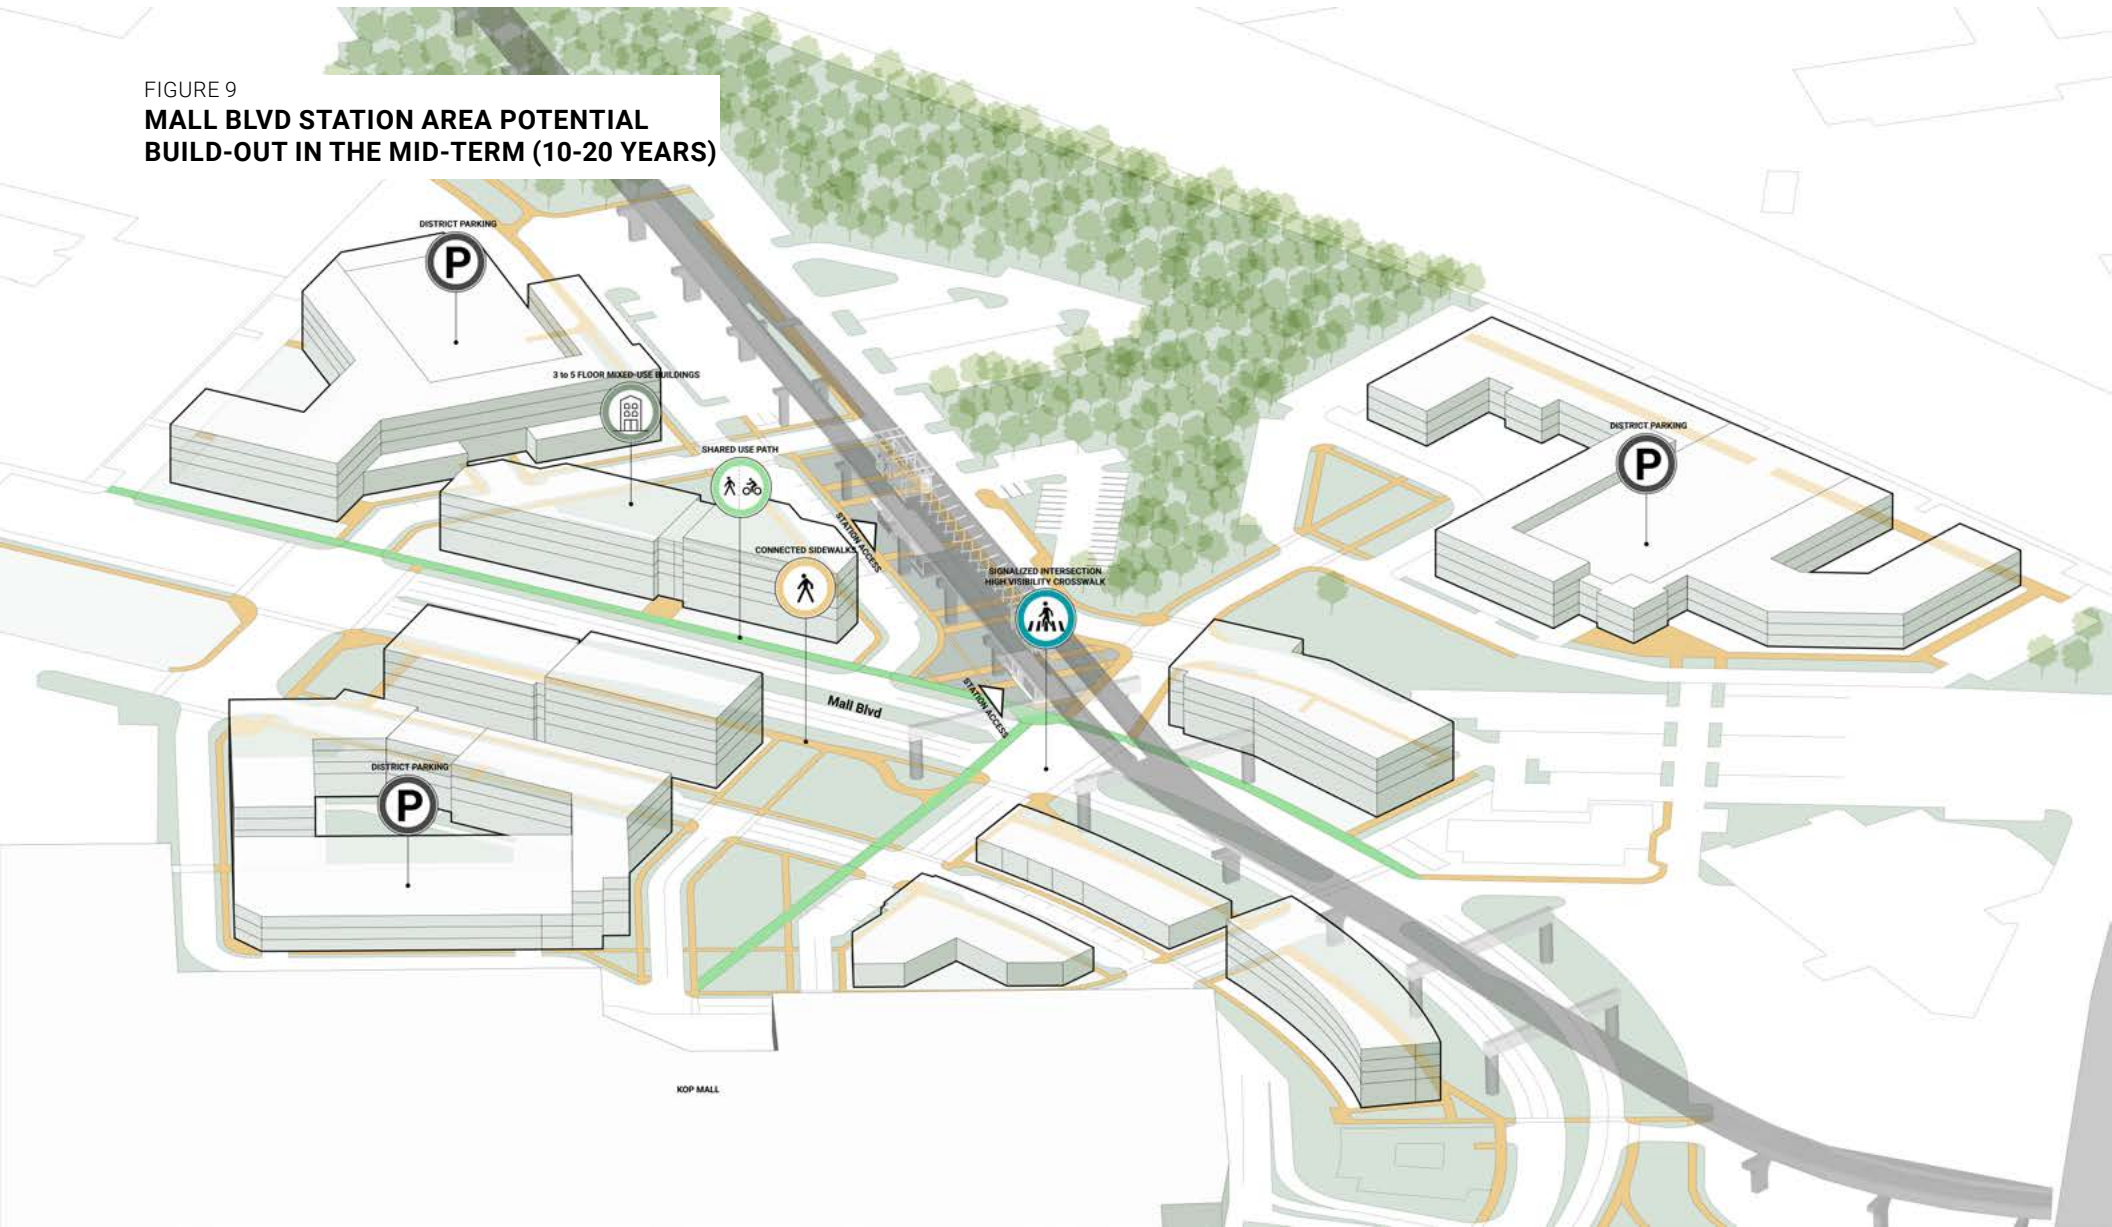 FIGURE 9
MALL BLVD STATION AREA POTENTIAL
BUILD-OUT IN THE MID-TERM (10-20 YEARS)
DISTRICT PARKING
P
3 to 5 FLOOR MIXED-USE BUILDINGS
SHARED USE PATH
STATION ACCESS
CONNECTED SIDEWALKS
SIGNALIZED INTERSECTION
HIGH VISIBILITY CROSSWALK
DISTRICT PARKING
P
STATION ACCESS
Mall Blvd
DISTRICT PARKING
P
KOP MALL